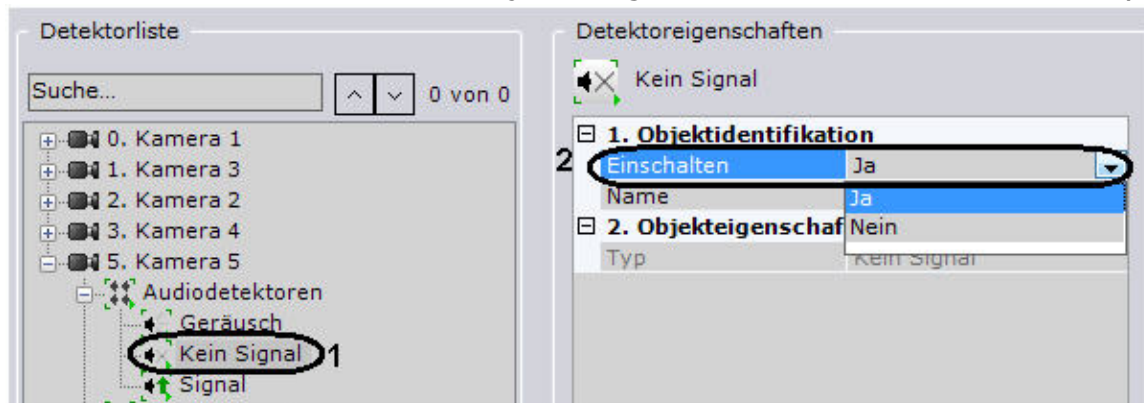 Detektorliste
Suche...
0 von 0
0. Kamera 1
1. Kamera 3
2. Kamera 2
3. Kamera 4
5. Kamera 5
Audiodetektoren
Geräusch
Kein Signal 1
Signal
Detektoreigenschaften
Kein Signal
1. Objektidentifikation
2 Einschalten Ja
Name Ja
2. Objekteigenschaf Nein
Typ Kein Signal